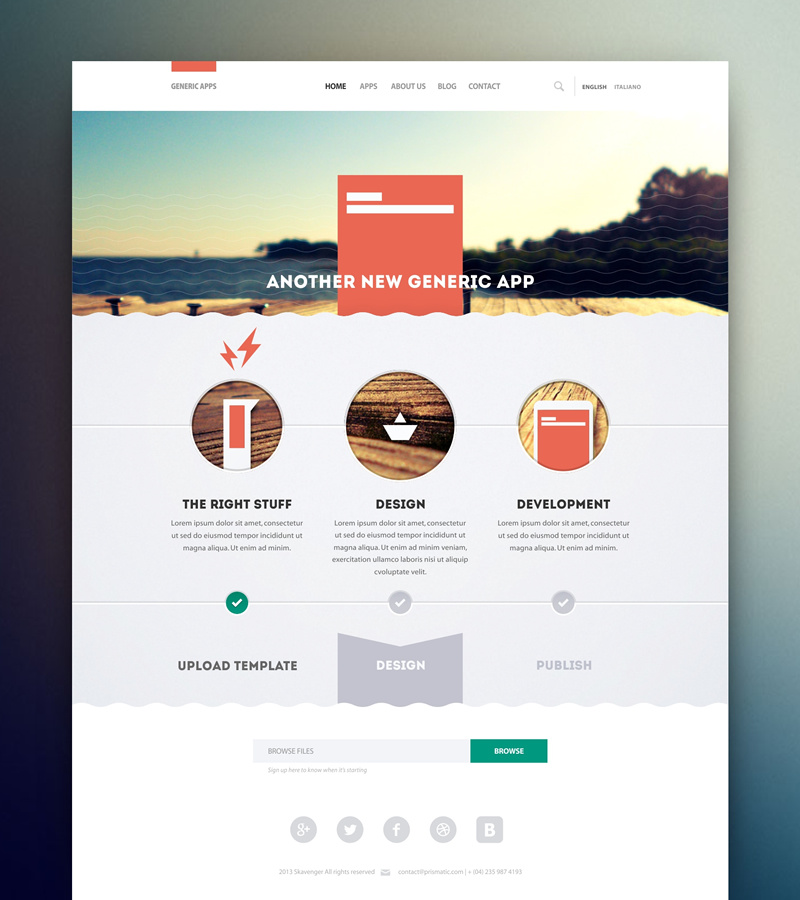 GENERIC APPS
HOME APPS ABOUT US BLOG CONTACT
ENGLISH ITALIANO
ANOTHER NEW GENERIC APP
THE RIGHT STUFF
Lorem ipsum dolor sit amet, consectetur
ut sed do eiusmod tempor incididunt ut
magna aliqua. Ut enim ad minim.
DESIGN
Lorem ipsum dolor sit amet, consectetur
ut sed do eiusmod tempor incididunt ut
magna aliqua. Ut enim ad minim veniam,
exercitation ullamco laboris nisi ut aliquip
cvoluptate velit.
DEVELOPMENT
Lorem ipsum dolor sit amet, consectetur
ut sed do eiusmod tempor incididunt ut
magna aliqua. Ut enim ad minim.
UPLOAD TEMPLATE
DESIGN
PUBLISH
BROWSE FILES
BROWSE
Sign up here to know when it's starting
2013 Skavenger All rights reserved
contact@prismatic,com | + (04) 235 987 4193